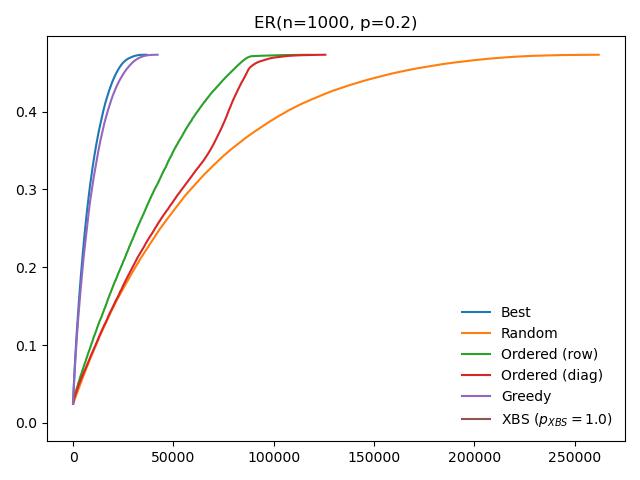 ER(n=1000, p=0.2)
0.4
0.3
0.2
0.1
0.0
Best
Random
Ordered (row)
Ordered (diag)
Greedy
XBS (p_XBS = 1.0)
0 50000 100000 150000 200000 250000